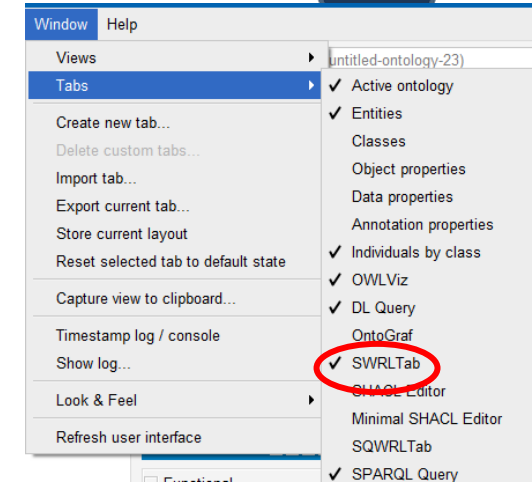 Window Help
Views
untitled-ontology-23)
Tabs
Create new tab...
Delete custom tabs...
Import tab...
Export current tab...
Store current layout
Reset selected tab to default state
Capture view to clipboard...
Timestamp log / console
Show log...
Look & Feel
Refresh user interface
Active ontology
Entities
Classes
Object properties
Data properties
Annotation properties
Individuals by class
OWLViz
DL Query
OntoGraf
SWRLTab
SHACL Editor
Minimal SHACL Editor
SQWRLTab
SPARQL Query
Functional